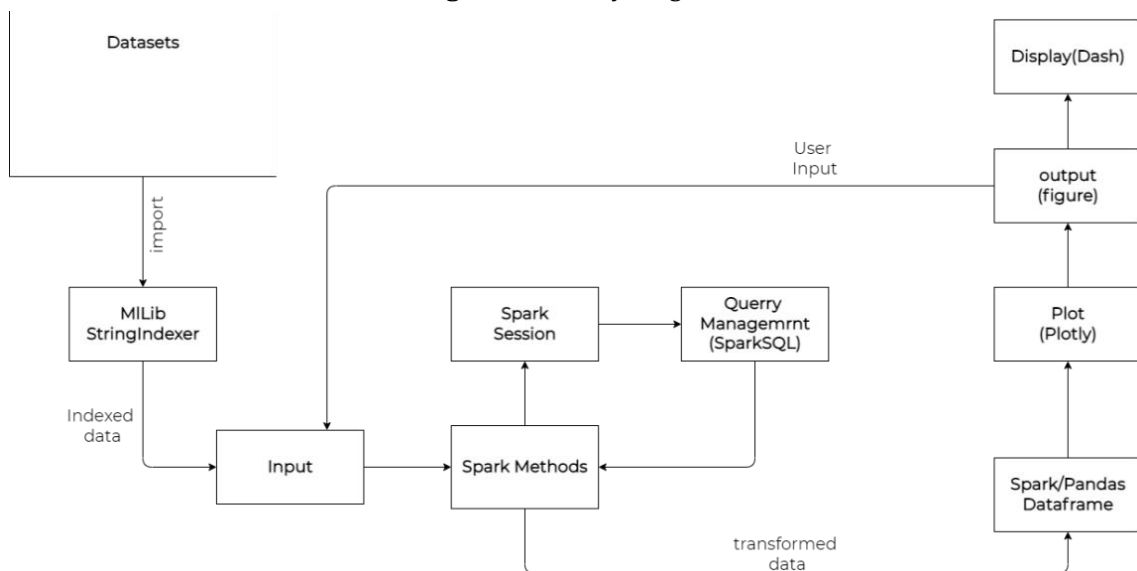 Datasets
Display(Dash)
User
Input
output
(figure)
import
MlLib
StringIndexer
Spark
Session
Querry
Managemrnt
(SparkSQL)
Plot
(Plotly)
Indexed
data
Input
Spark Methods
Spark/Pandas
Dataframe
transformed
data